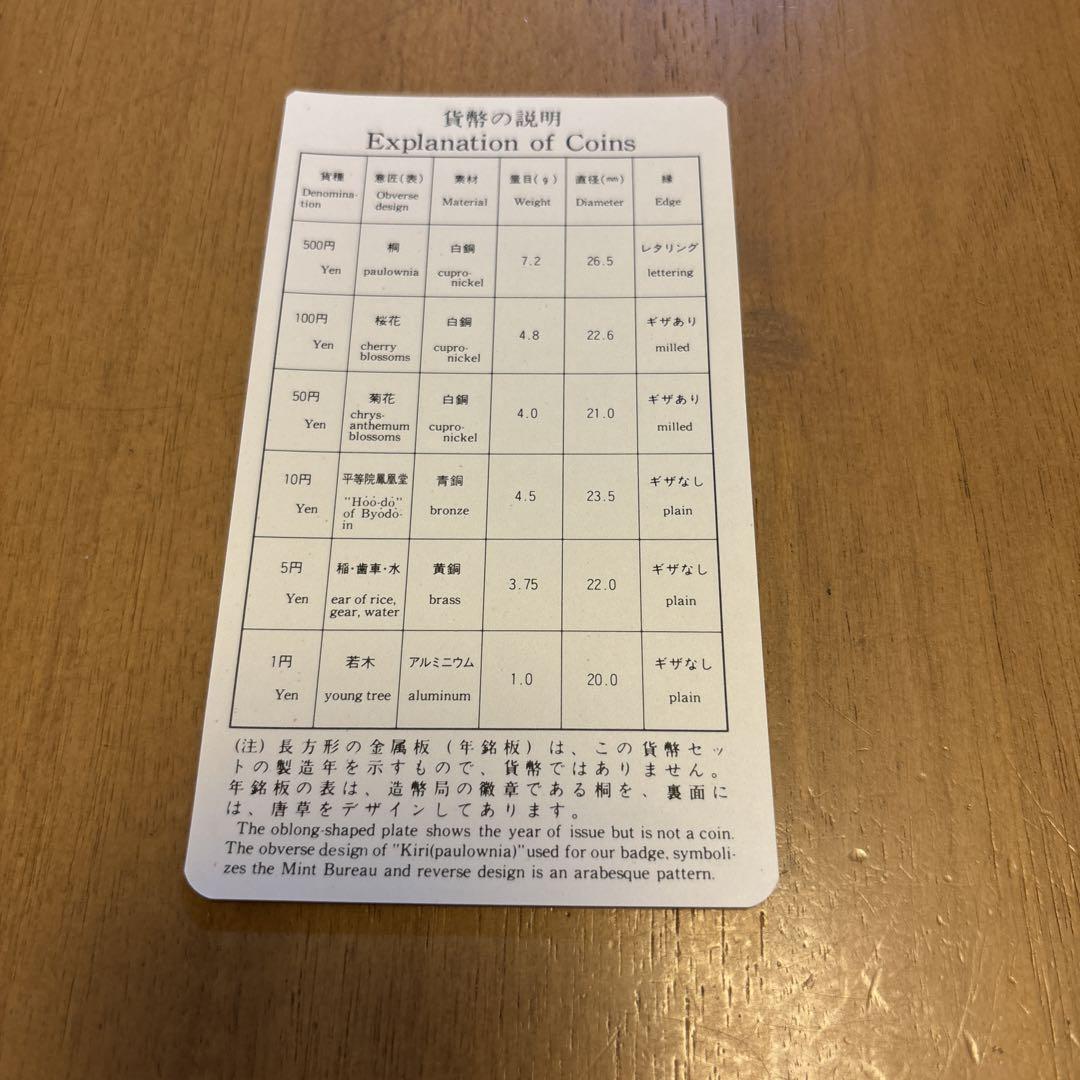 貨幣の説明
Explanation of Coins
貨種 意匠(表) 素材 量目(g) 直径(㎜) 縁
Denomina- Obverse Material Weight Diameter Edge
tion design
500円 桐 白銅 7.2 26.5 レタリング
Yen paulownia cupro- lettering
nickel
100円 桜花 白銅 4.8 22.6 ギザあり
Yen cherry cupro- milled
blossoms nickel
50円 菊花 白銅 4.0 21.0 ギザあり
Yen chrys- cupro- milled
anthemum nickel
blossoms
10円 平等院鳳凰堂 青銅 4.5 23.5 ギザなし
Yen "Hóó-dó" bronze plain
of Byódó-
in
5円 稲・歯車・水 黄銅 3.75 22.0 ギザなし
Yen ear of rice, brass plain
gear, water
1円 若木 アルミニウム 1.0 20.0 ギザなし
Yen young tree aluminum plain
(注) 長方形の金属板（年銘板）は、この貨幣セッ
トの製造年を示すもので、貨幣ではありません。
年銘板の表は、造幣局の徽章である桐を、裏面に
は、唐草をデザインしてあります。
The oblong-shaped plate shows the year of issue but is not a coin.
The obverse design of "Kiri(paulownia)"used for our badge, symboli-
zes the Mint Bureau and reverse design is an arabesque pattern.